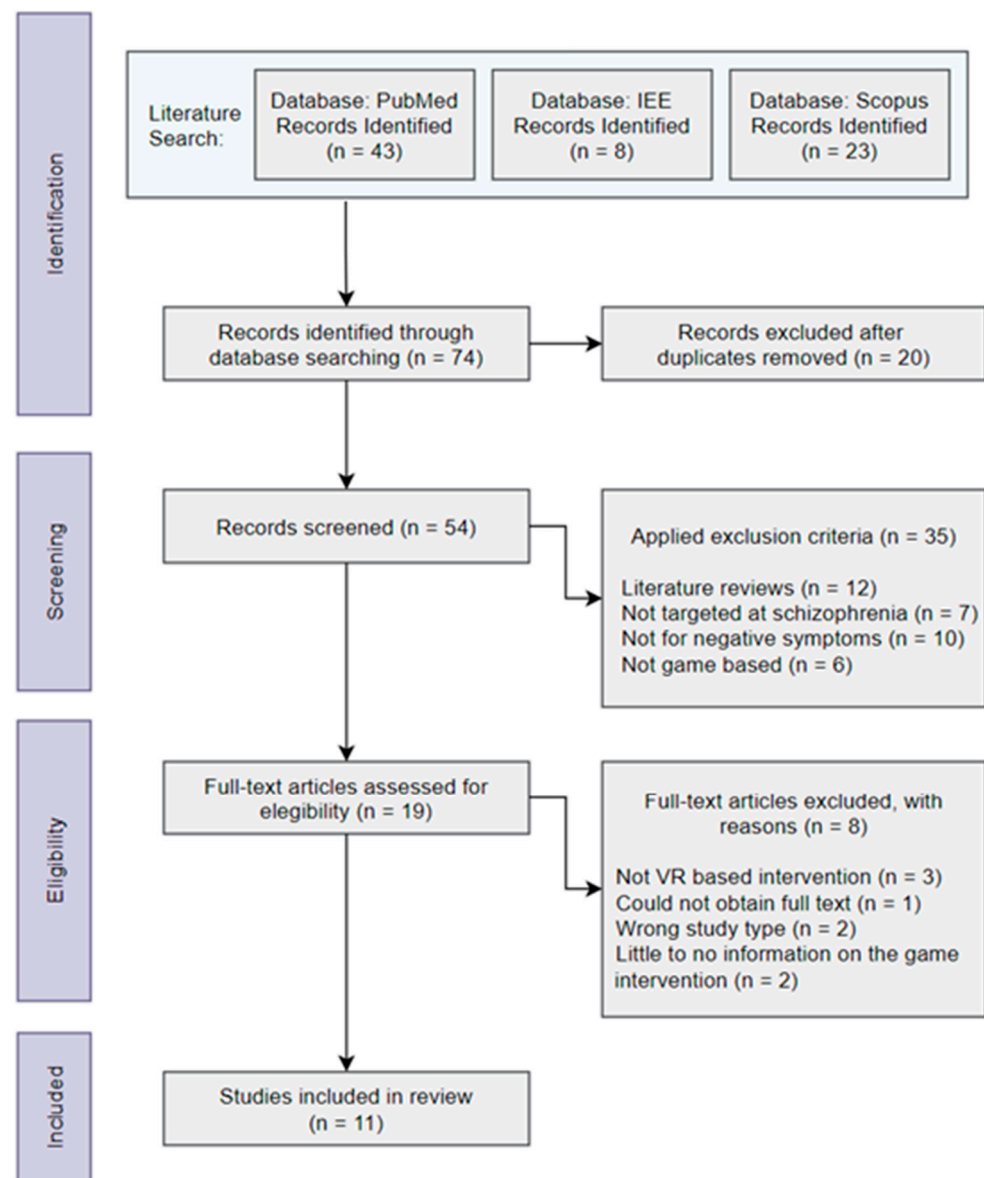 Identification
Literature
Search:
Database: PubMed
Records Identified
(n = 43)
Database: IEE
Records Identified
(n = 8)
Database: Scopus
Records Identified
(n = 23)
Records identified through
database searching (n = 74)
Records excluded after
duplicates removed (n = 20)
Screening
Records screened (n = 54)
Applied exclusion criteria (n = 35)
Literature reviews (n = 12)
Not targeted at schizophrenia (n = 7)
Not for negative symptoms (n = 10)
Not game based (n = 6)
Eligibility
Full-text articles assessed for
elegibility (n = 19)
Full-text articles excluded, with
reasons (n = 8)
Not VR based intervention (n = 3)
Could not obtain full text (n = 1)
Wrong study type (n = 2)
Little to no information on the game
intervention (n = 2)
Included
Studies included in review
(n = 11)